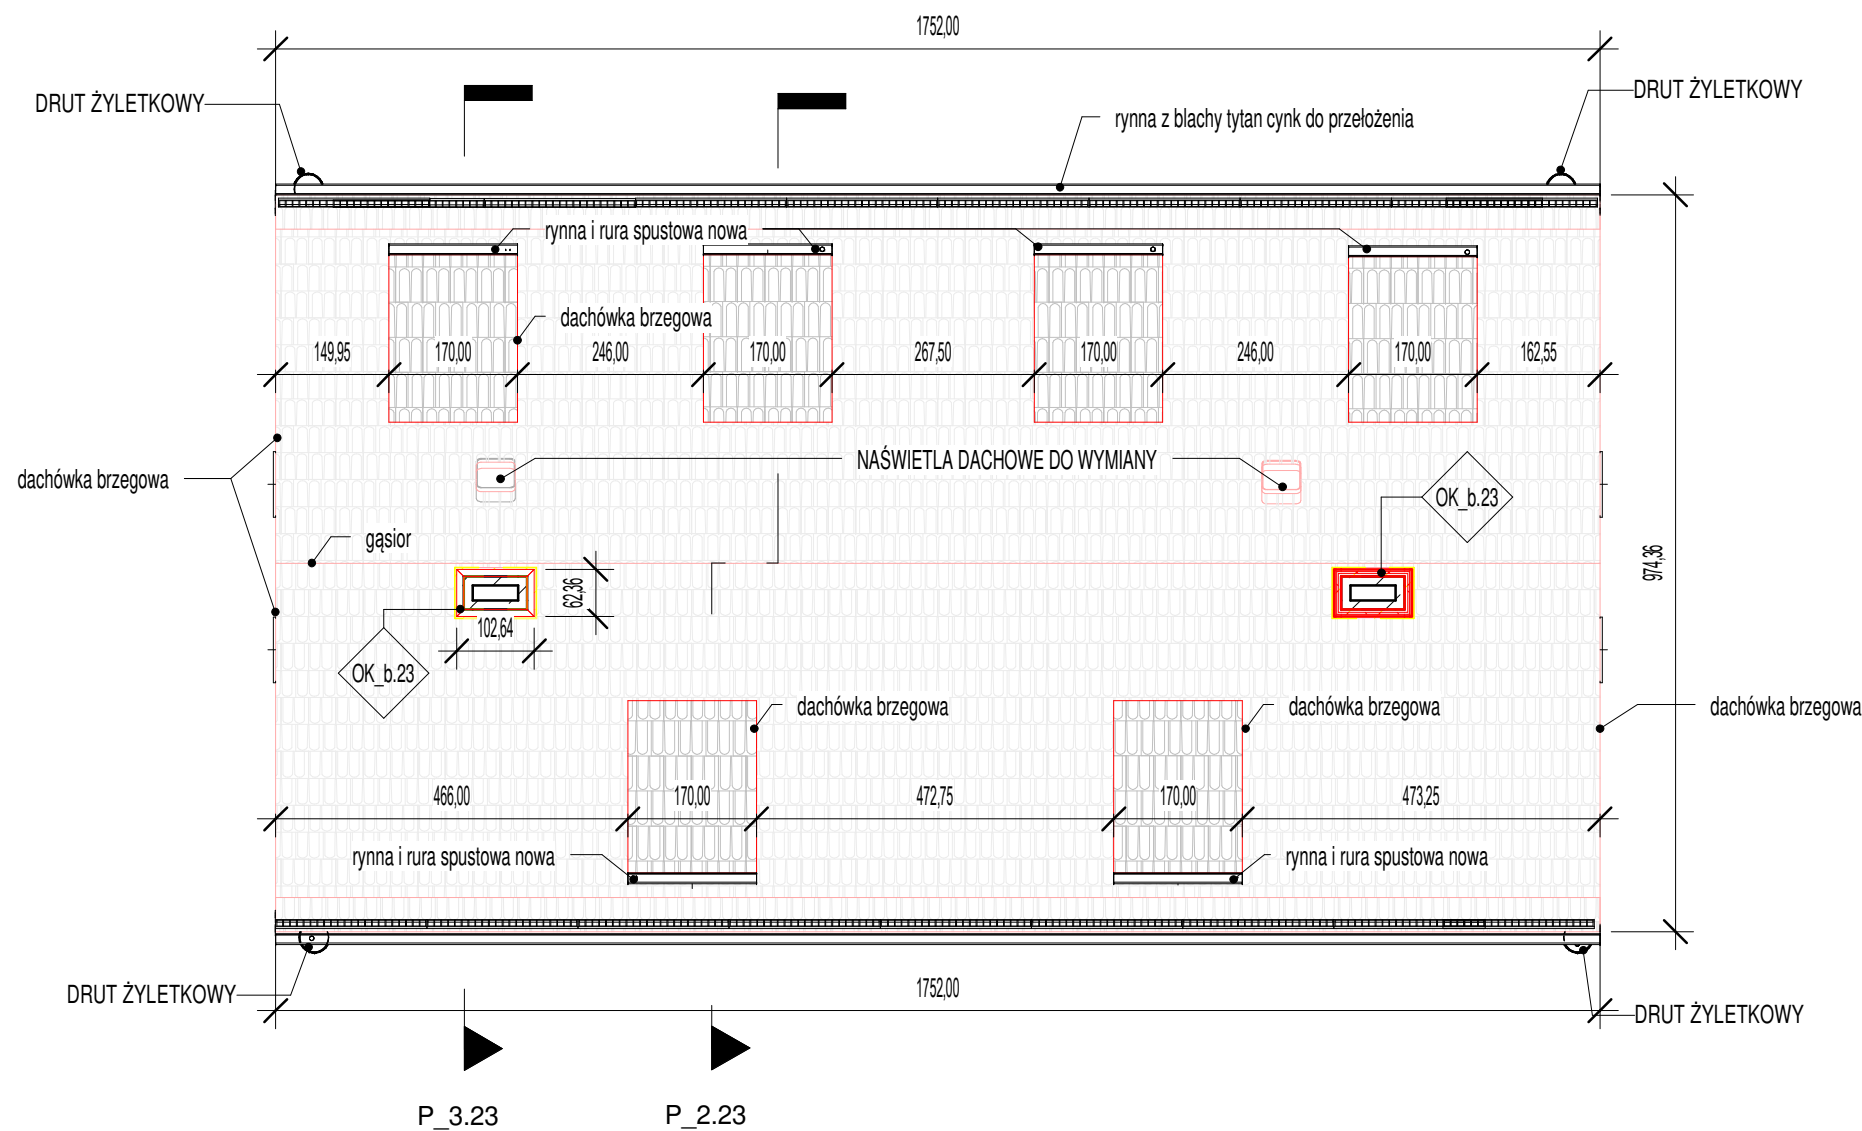 1752,00
DRUT ŻYLETKOWY
DRUT ŻYLETKOWY
rynna z blachy tytan cynk do przełożenia
rynna i rura spustowa nowa
dachówka brzegowa
149,95
170,00
246,00
170,00
267,50
170,00
246,00
170,00
162,55
NAŚWIETLA DACHOWE DO WYMIANY
dachówka brzegowa
OK_b.23
gąsior
974,36
62,36
102,64
OK_b.23
dachówka brzegowa
dachówka brzegowa
dachówka brzegowa
466,00
170,00
472,75
170,00
473,25
rynna i rura spustowa nowa
rynna i rura spustowa nowa
DRUT ŻYLETKOWY
1752,00
DRUT ŻYLETKOWY
P_3.23
P_2.23